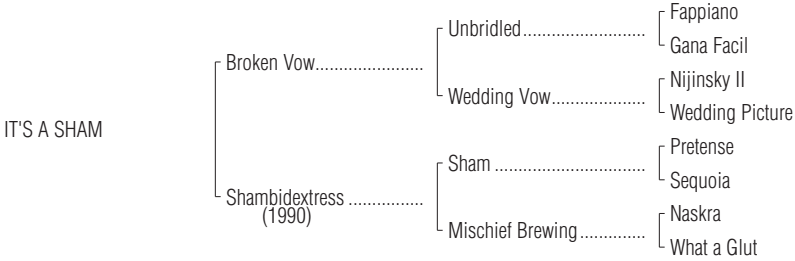 Fappiano
Unbridled..........................
Gana Facil
Broken Vow.......................
Nijinsky II
Wedding Vow....................
Wedding Picture
IT'S A SHAM
Pretense
Sham ................................
Sequoia
Shambidextress ................
(1990)
Naskra
Mischief Brewing..............
What a Glut